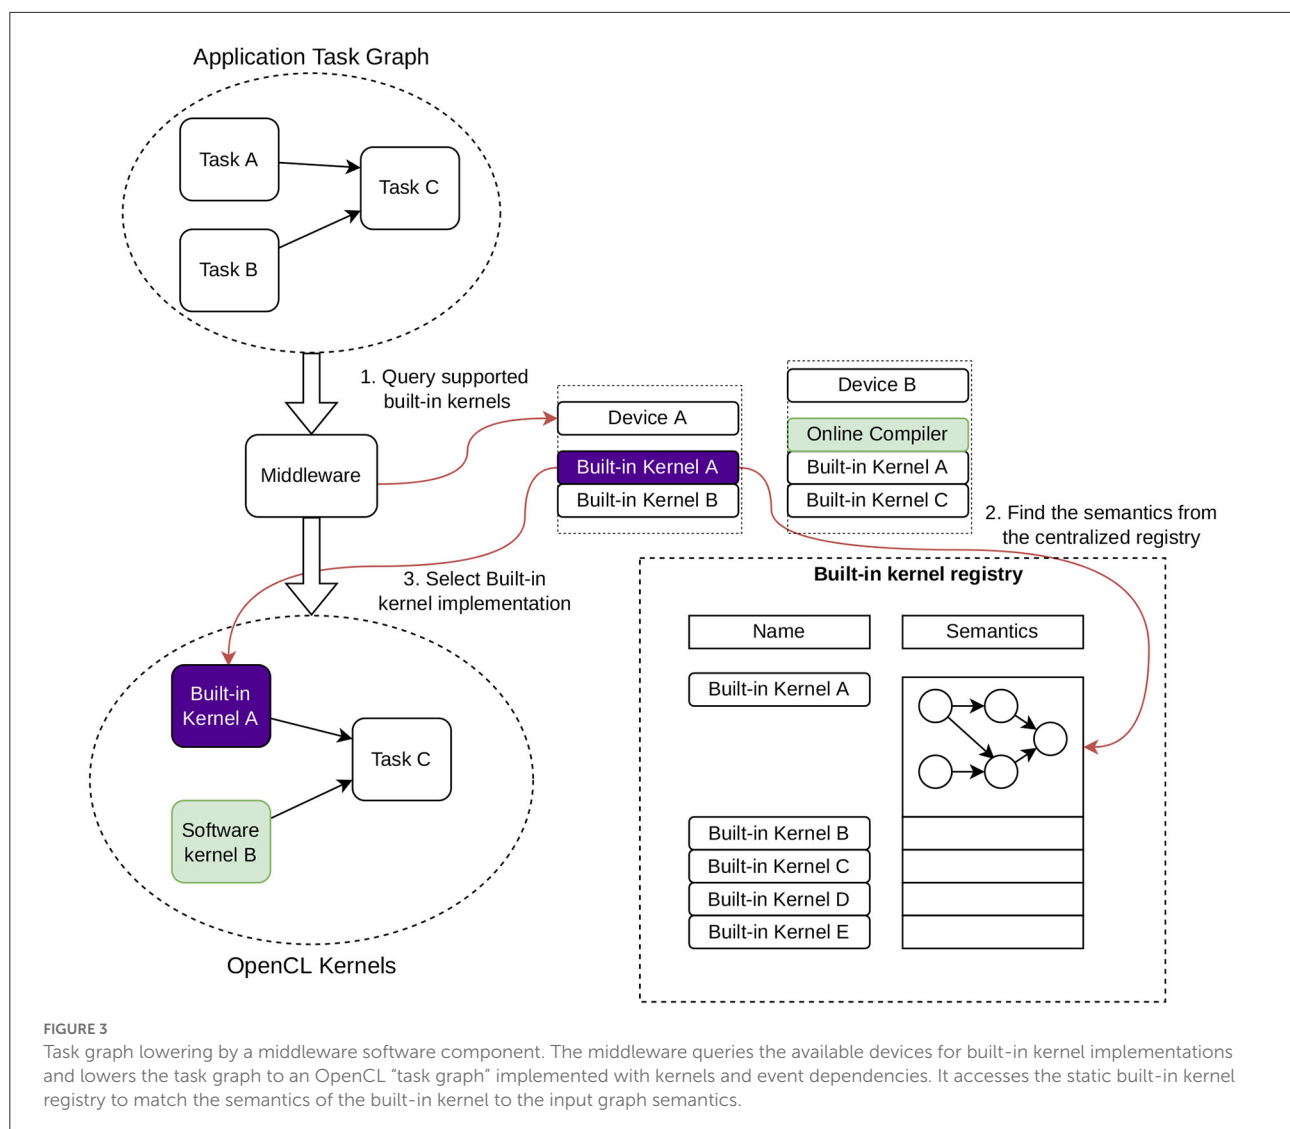 Application Task Graph
Task A
Task C
Task B
1. Query supported
built-in kernels
Middleware
Device A
Built-in Kernel A
Built-in Kernel B
Device B
Online Compiler
Built-in Kernel A
Built-in Kernel C
2. Find the semantics from
the centralized registry
3. Select Built-in
kernel implementation
Built-in kernel registry
Name
Semantics
Built-in Kernel A
Built-in Kernel B
Built-in Kernel C
Built-in Kernel D
Built-in Kernel E
Built-in
Kernel A
Task C
Software
kernel B
OpenCL Kernels
FIGURE 3
Task graph lowering by a middleware software component. The middleware queries the available devices for built-in kernel implementations
and lowers the task graph to an OpenCL “task graph” implemented with kernels and event dependencies. It accesses the static built-in kernel
registry to match the semantics of the built-in kernel to the input graph semantics.